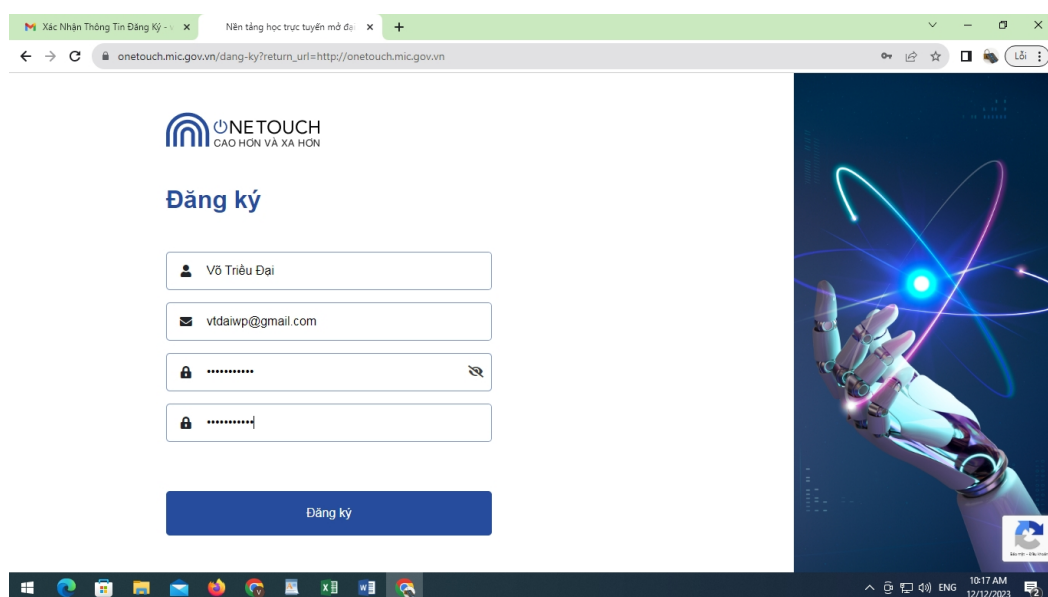 Xác Nhận Thông Tin Đăng Ký - v
Nền tảng học trực tuyến mở đại
onetouch.mic.gov.vn/dang-ky?return_url=http://onetouch.mic.gov.vn
Lỗi
ONETOUCH
CAO HƠN VÀ XA HƠN
Đăng ký
Võ Triều Đại
vtdaiwp@gmail.com
•••••••••••
•••••••••••
Đăng ký
ENG
10:17 AM
12/12/2023
2